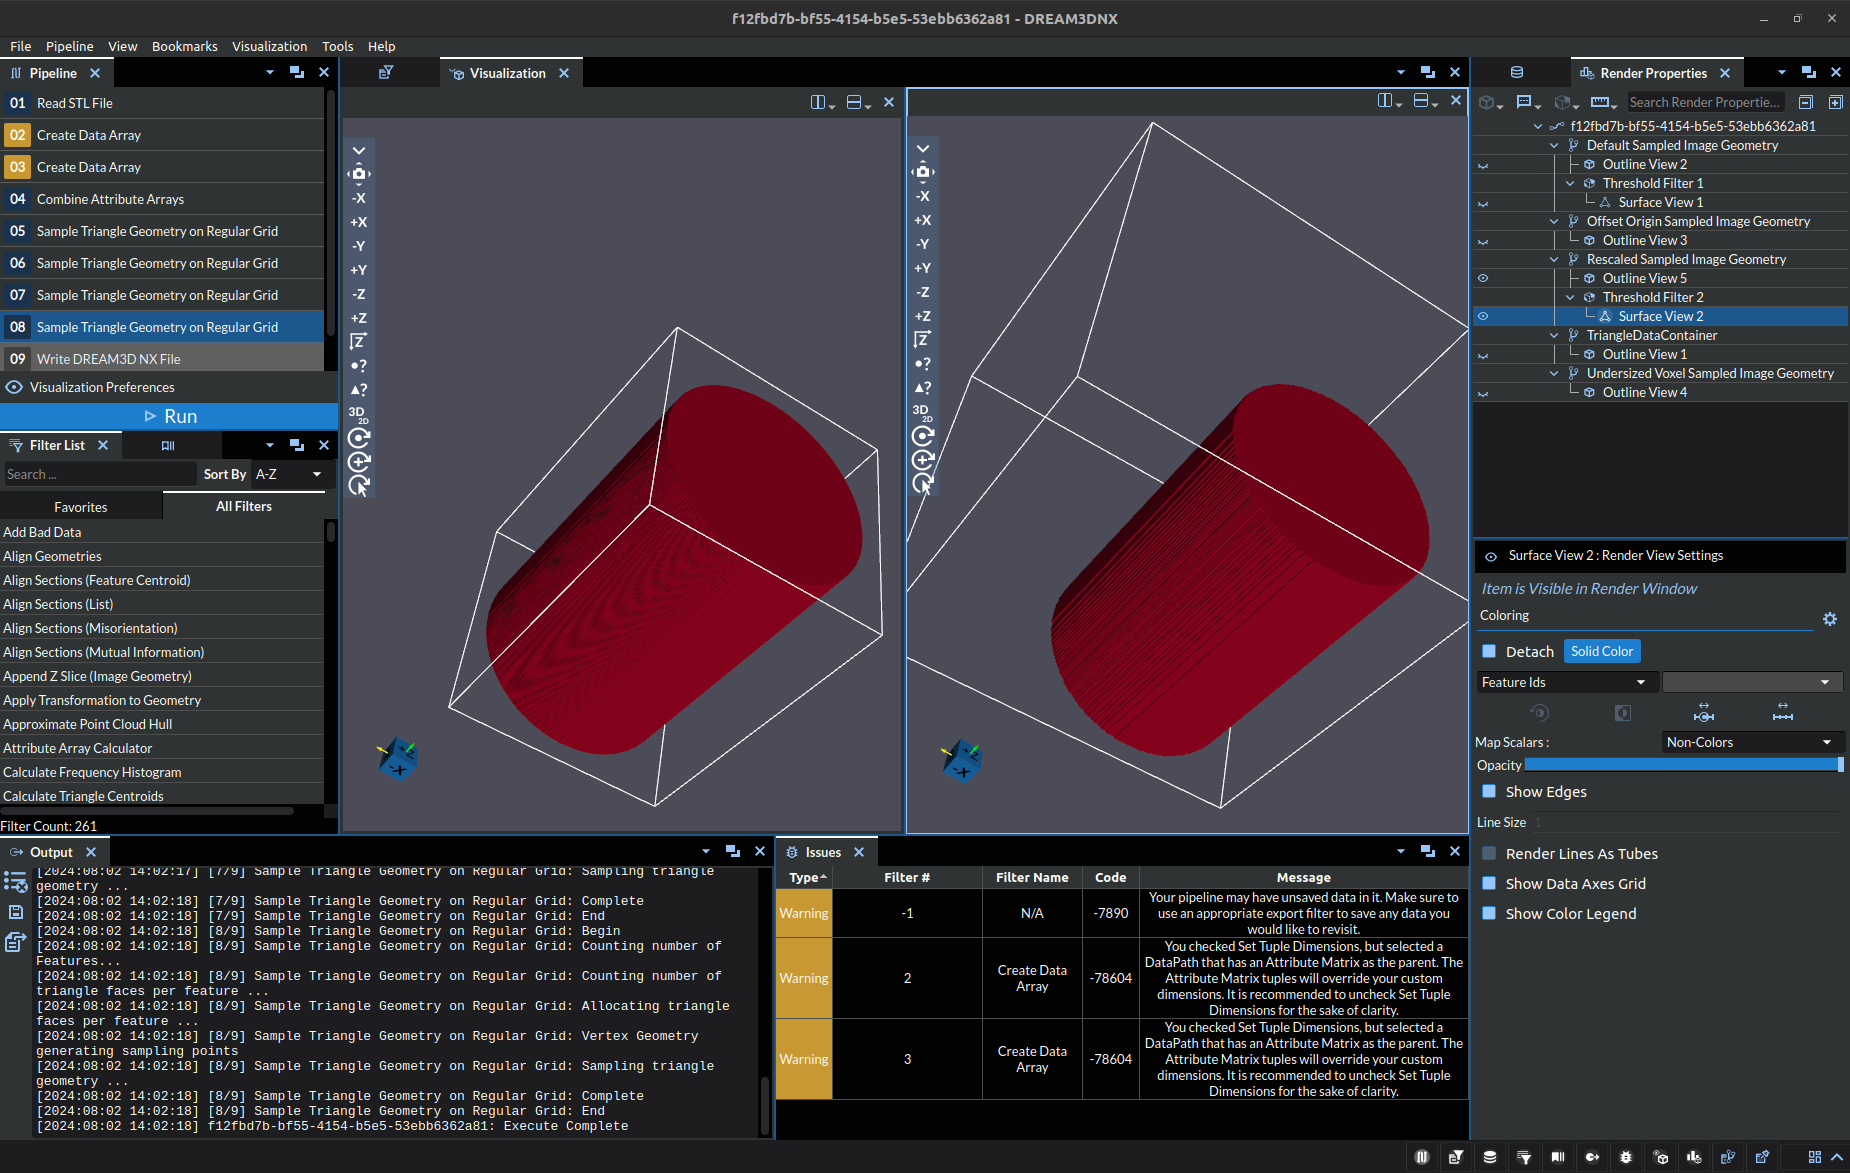 f12fbd7b-bf55-4154-b5e5-53ebb6362a81 - DREAM3DNX
File Pipeline View Bookmarks Visualization Tools Help
Pipeline
01 Read STL File
02 Create Data Array
03 Create Data Array
04 Combine Attribute Arrays
05 Sample Triangle Geometry on Regular Grid
06 Sample Triangle Geometry on Regular Grid
07 Sample Triangle Geometry on Regular Grid
08 Sample Triangle Geometry on Regular Grid
09 Write DREAM3D NX File
Visualization Preferences
Run
Filter List
Search ...
Sort By A-Z
Favorites
All Filters
Add Bad Data
Align Geometries
Align Sections (Feature Centroid)
Align Sections (List)
Align Sections (Misorientation)
Align Sections (Mutual Information)
Append Z Slice (Image Geometry)
Apply Transformation to Geometry
Approximate Point Cloud Hull
Attribute Array Calculator
Calculate Frequency Histogram
Calculate Triangle Centroids
Filter Count: 261
Visualization
-X
+X
-Y
+Y
-Z
+Z
Z
?
?
3D
2D
+Z
-X
-X
+X
-Y
+Y
-Z
+Z
Z
?
?
3D
2D
+Z
-X
Render Properties
Search Render Propertie...
f12fbd7b-bf55-4154-b5e5-53ebb6362a81
Default Sampled Image Geometry
Outline View 2
Threshold Filter 1
Surface View 1
Offset Origin Sampled Image Geometry
Outline View 3
Rescaled Sampled Image Geometry
Outline View 5
Threshold Filter 2
Surface View 2
TriangleDataContainer
Outline View 1
Undersized Voxel Sampled Image Geometry
Outline View 4
Surface View 2 : Render View Settings
Item is Visible in Render Window
Coloring
Detach
Solid Color
Feature Ids
Map Scalars :
Non-Colors
Opacity
Show Edges
Line Size 1
Render Lines As Tubes
Show Data Axes Grid
Show Color Legend
Output
[2024:08:02 14:02:17] [7/9] Sample Triangle Geometry on Regular Grid: Sampling triangle
geometry ...
[2024:08:02 14:02:18] [7/9] Sample Triangle Geometry on Regular Grid: Complete
[2024:08:02 14:02:18] [7/9] Sample Triangle Geometry on Regular Grid: End
[2024:08:02 14:02:18] [8/9] Sample Triangle Geometry on Regular Grid: Begin
[2024:08:02 14:02:18] [8/9] Sample Triangle Geometry on Regular Grid: Counting number of
Features...
[2024:08:02 14:02:18] [8/9] Sample Triangle Geometry on Regular Grid: Counting number of
triangle faces per feature ...
[2024:08:02 14:02:18] [8/9] Sample Triangle Geometry on Regular Grid: Allocating triangle
faces per feature ...
[2024:08:02 14:02:18] [8/9] Sample Triangle Geometry on Regular Grid: Vertex Geometry
generating sampling points
[2024:08:02 14:02:18] [8/9] Sample Triangle Geometry on Regular Grid: Sampling triangle
geometry ...
[2024:08:02 14:02:18] [8/9] Sample Triangle Geometry on Regular Grid: Complete
[2024:08:02 14:02:18] [8/9] Sample Triangle Geometry on Regular Grid: End
[2024:08:02 14:02:18] f12fbd7b-bf55-4154-b5e5-53ebb6362a81: Execute Complete
Issues
Type Filter # Filter Name Code Message
Warning -1 N/A -7890
Your pipeline may have unsaved data in it. Make sure to
use an appropriate export filter to save any data you
would like to revisit.
Warning 2 Create Data
Array
-78604
You checked Set Tuple Dimensions, but selected a
DataPath that has an Attribute Matrix as the parent. The
Attribute Matrix tuples will override your custom
dimensions. It is recommended to uncheck Set Tuple
Dimensions for the sake of clarity.
Warning 3 Create Data
Array
-78604
You checked Set Tuple Dimensions, but selected a
DataPath that has an Attribute Matrix as the parent. The
Attribute Matrix tuples will override your custom
dimensions. It is recommended to uncheck Set Tuple
Dimensions for the sake of clarity.